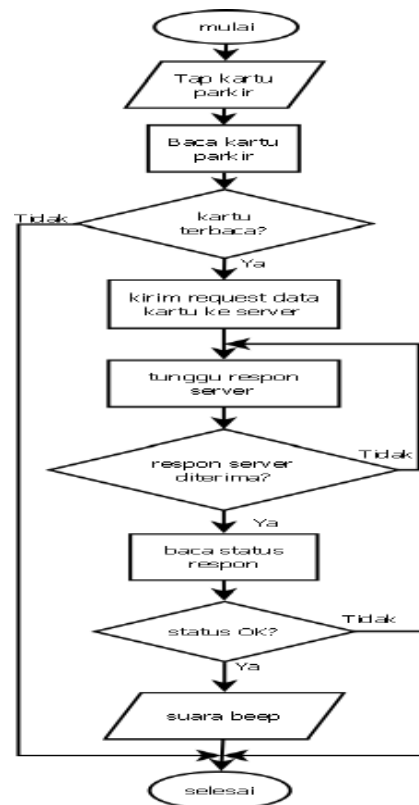 mulai
Tap kartu
parkir
Baca kartu
parkir
Tidak
kartu
terbaca?
Ya
kirim request data
kartu ke server
tunggu respon
server
Tidak
respon server
diterima?
Ya
baca status
respon
Tidak
status OK?
Ya
suara beep
selesai